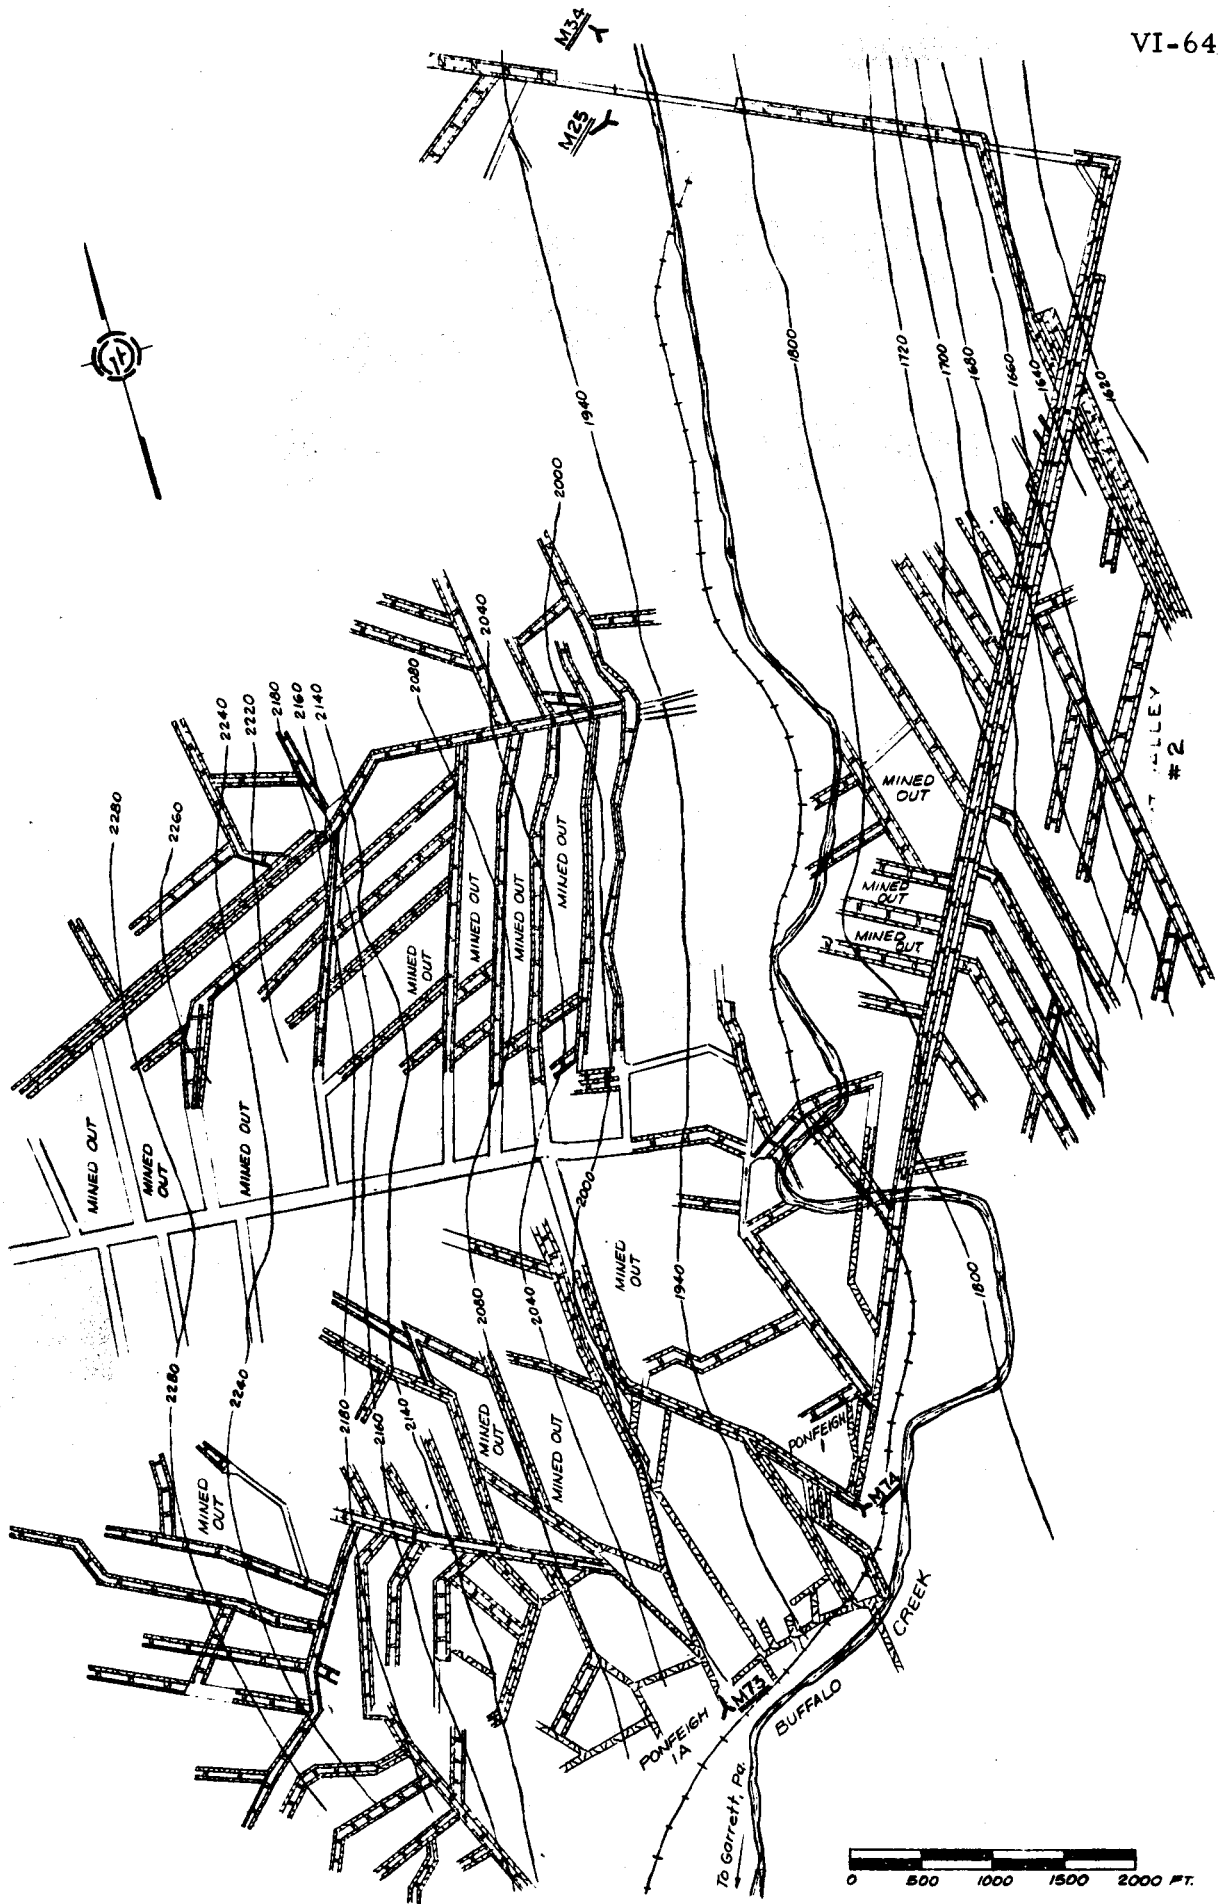 VI-64
M34
M25
1940
1800
1720
1700
1680
1660
1640
1620
2000
2040
2080
2140
2160
2180
2220
2240
2260
2280
#2
MINED
OUT
MINED
OUT
MINED
OUT
MINED OUT
MINED OUT
MINED OUT
MINED
OUT
MINED OUT
MINED
OUT
MINED OUT
MINED
OUT
2000
1940
1800
2040
2080
2140
2160
2180
2240
2280
MINED
OUT
MINED OUT
MINED
OUT
PONFEIGH
1
M74
M73
PONFEIGH
1A
BUFFALO
CREEK
To Garrett, Pa.
0 500 1000 1500 2000 FT.